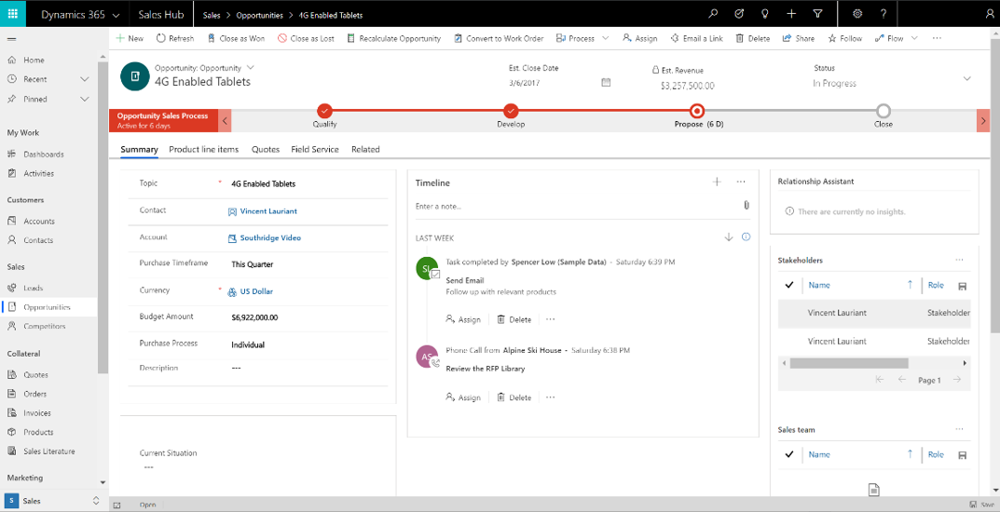 Dynamics 365 Sales Hub Sales > Opportunities > 4G Enabled Tablets
New Refresh Close as Won Close as Lost Recalculate Opportunity Convert to Work Order Process Assign Email a Link Delete Share Follow Flow ...
Home
Recent
Pinned
My Work
Dashboards
Activities
Customers
Accounts
Contacts
Sales
Leads
Opportunities
Competitors
Collateral
Quotes
Orders
Invoices
Products
Sales Literature
Marketing
S Sales
Opportunity: Opportunity
4G Enabled Tablets
Est. Close Date
3/6/2017
Est. Revenue
$3,257,500.00
Status
In Progress
Opportunity Sales Process
Active for 6 days
Qualify
Develop
Propose (6 D)
Close
Summary Product line items Quotes Field Service Related
Topic * 4G Enabled Tablets
Contact Vincent Lauriant
Account Southridge Video
Purchase Timeframe This Quarter
Currency * US Dollar
Budget Amount $6,922,000.00
Purchase Process Individual
Description ---
Current Situation
---
Timeline
Enter a note...
LAST WEEK
SL Task completed by Spencer Low (Sample Data) - Saturday 6:39 PM
Send Email
Follow up with relevant products
Assign Delete ...
AS Phone Call from Alpine Ski House - Saturday 6:38 PM
Review the RFP Library
Assign Delete ...
Relationship Assistant
There are currently no insights.
Stakeholders ...
Name Role
Vincent Lauriant Stakeholder
Vincent Lauriant Stakeholder
Page 1
Sales team ...
Name Role
Open Save